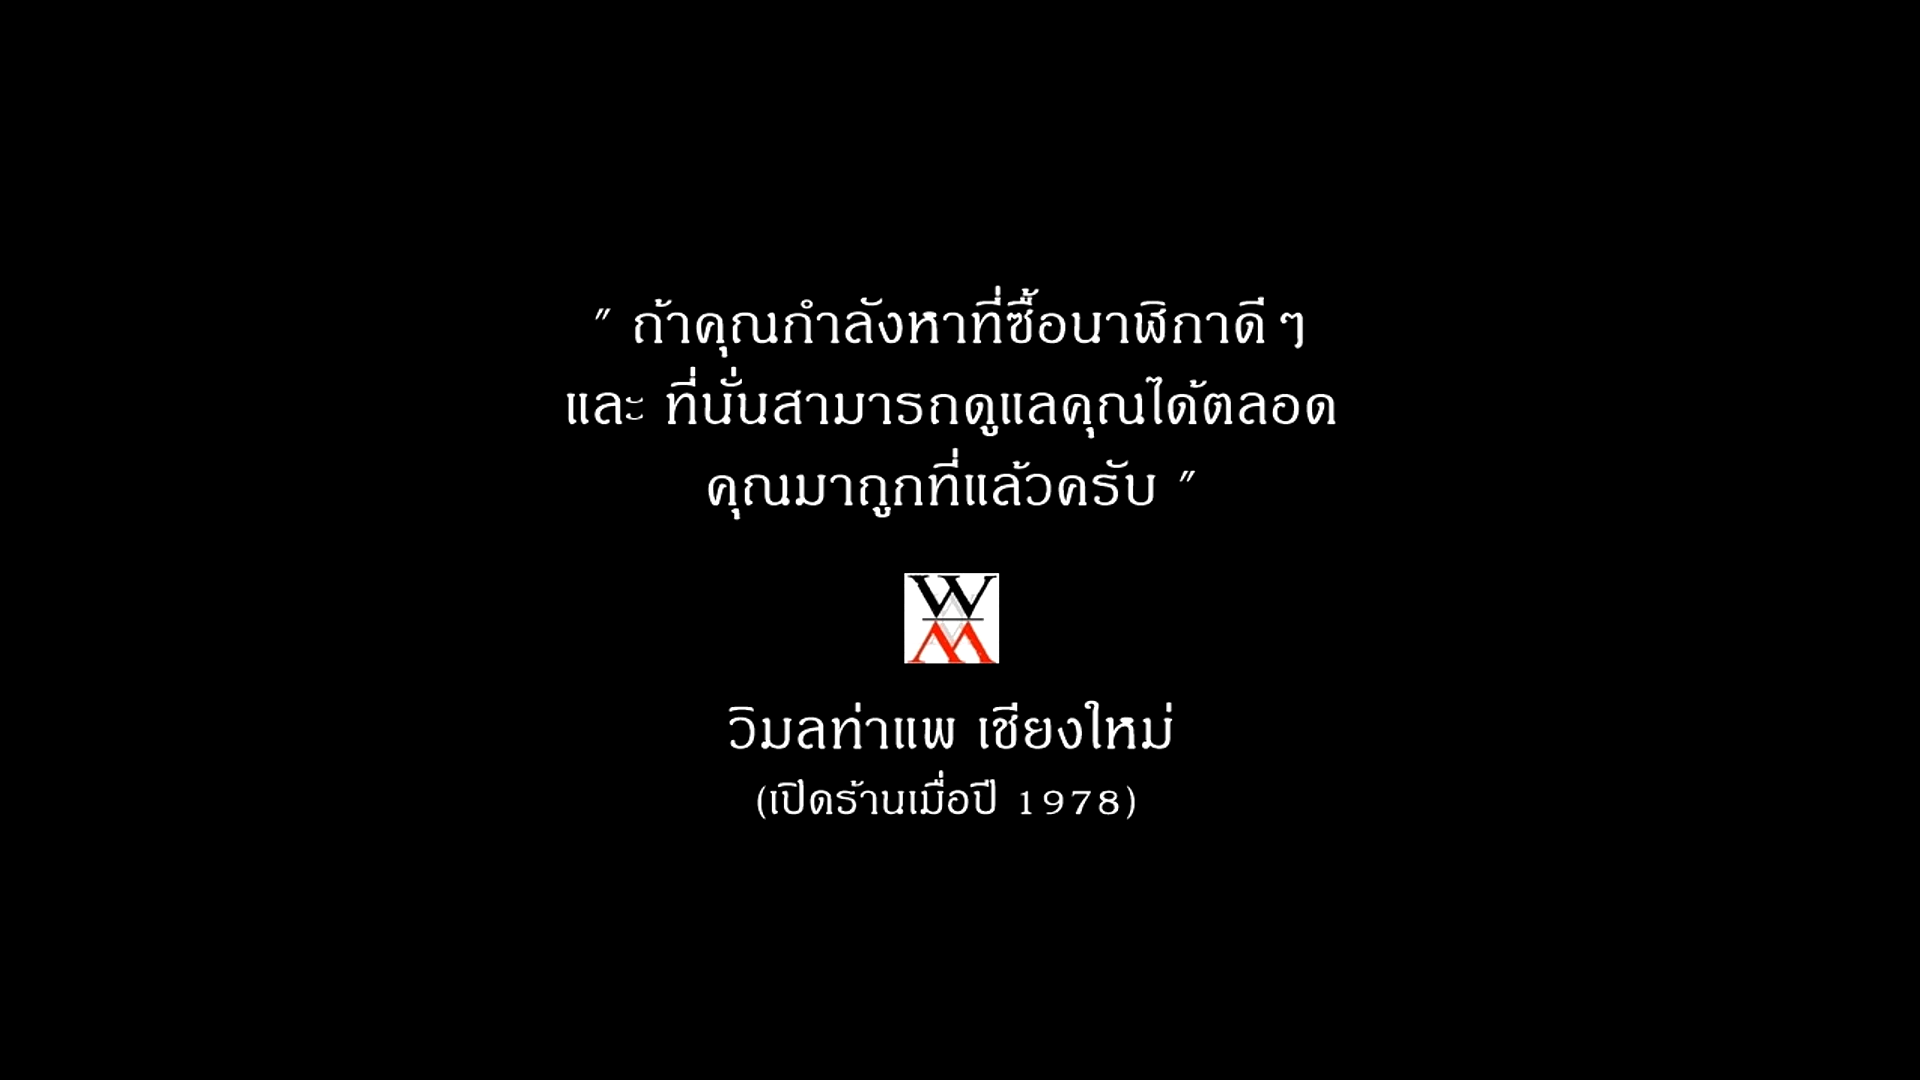 " ถ้าคุณกำลังหาที่ซื้อนาฬิกาดีๆ
และ ที่นั่นสามารถดูแลคุณได้ตลอด
คุณมาถูกที่แล้วครับ "
W
M
วิมลท่าแพ เชียงใหม่
(เปิดร้านเมื่อปี 1978)